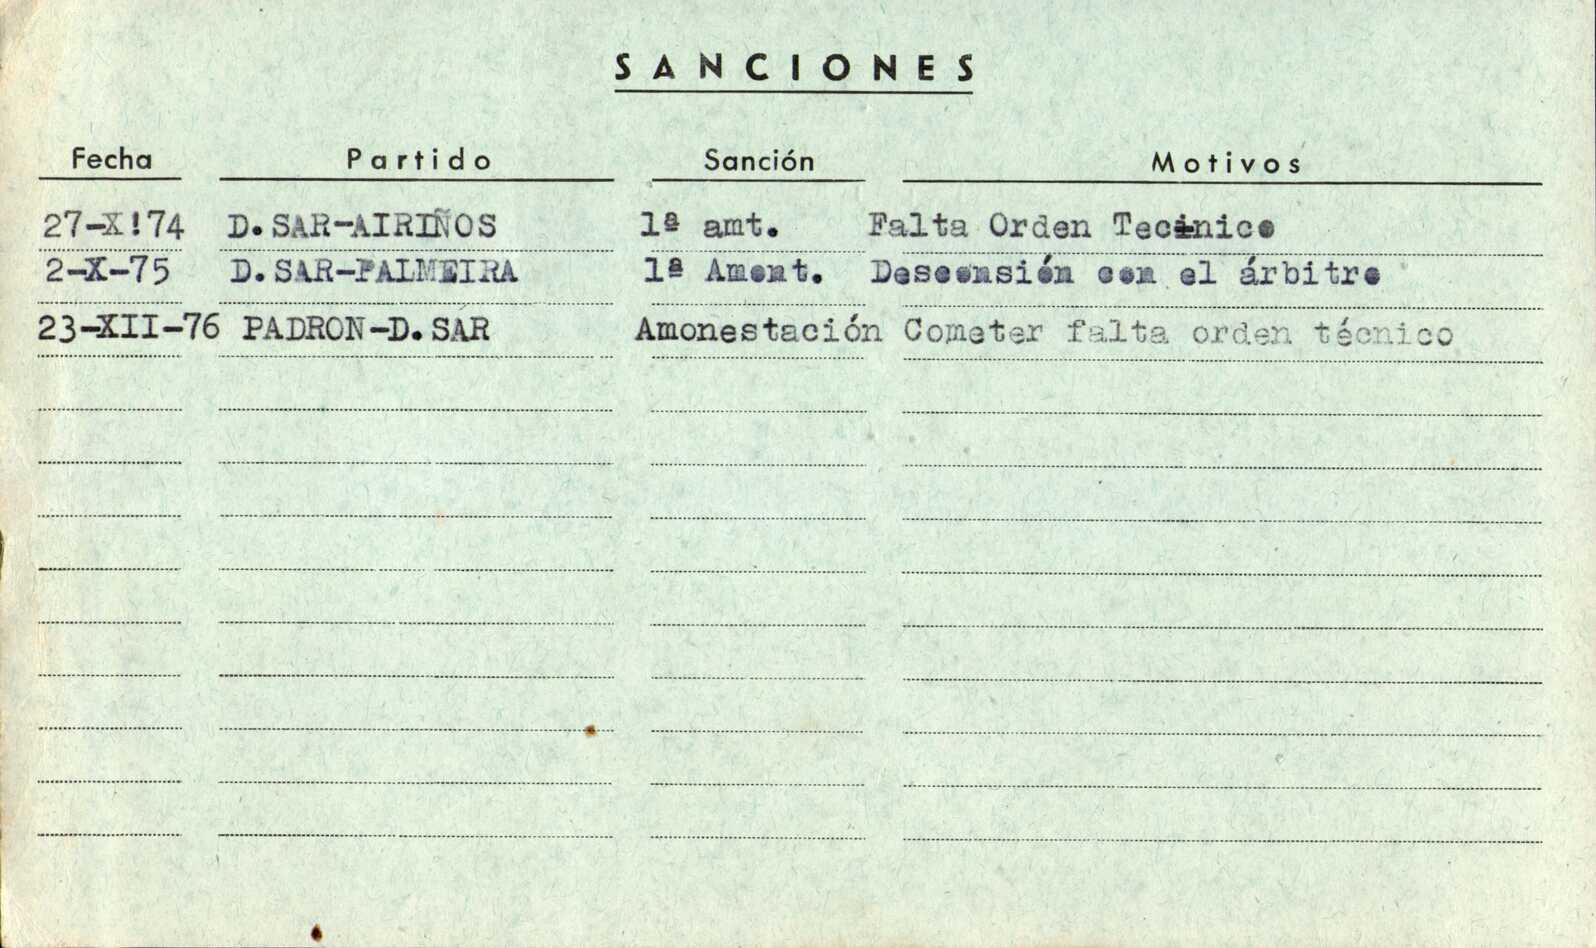 SANCIONES
Fecha Partido Sanción Motivos
27-X!74 D.SAR-AIRIÑOS 1ª amt. Falta Orden Tecinico
2-X-75 D.SAR-PALMEIRA 1ª Amont. Desconsión con el árbitro
23-XII-76 PADRON-D.SAR Amonestación Cometer falta orden técnico